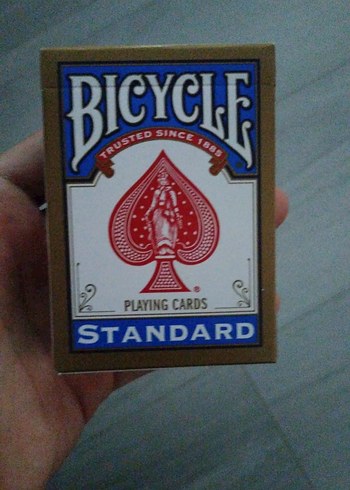 BICYCLE
TRUSTED SINCE 1885
®
PLAYING CARDS
STANDARD